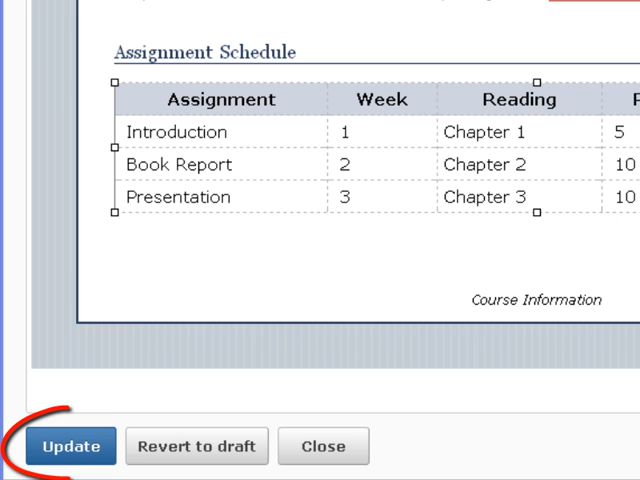 Assignment Schedule
Assignment Week Reading
Introduction 1 Chapter 1 5
Book Report 2 Chapter 2 10
Presentation 3 Chapter 3 10
Course Information
Update Revert to draft Close